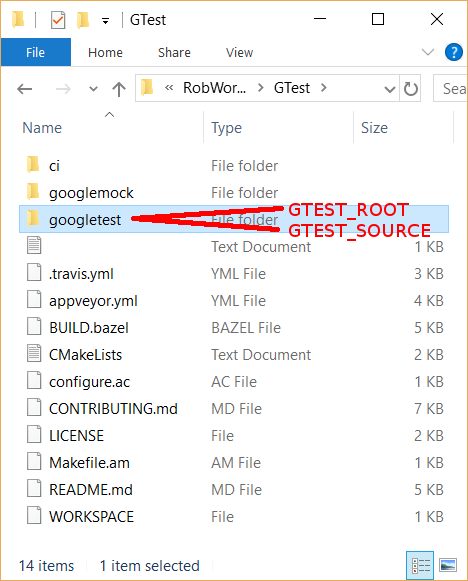 GTest
File Home Share View
« RobWor... > GTest > Sea
Name Type Size
ci File folder
googlemock File folder
googletest File folder GTEST_ROOT
GTEST_SOURCE
Text Document 1 KB
.travis.yml YML File 3 KB
appveyor.yml YML File 4 KB
BUILD.bazel BAZEL File 5 KB
CMakeLists Text Document 2 KB
configure.ac AC File 1 KB
CONTRIBUTING.md MD File 7 KB
LICENSE File 2 KB
Makefile.am AM File 1 KB
README.md MD File 5 KB
WORKSPACE File 1 KB
14 items 1 item selected